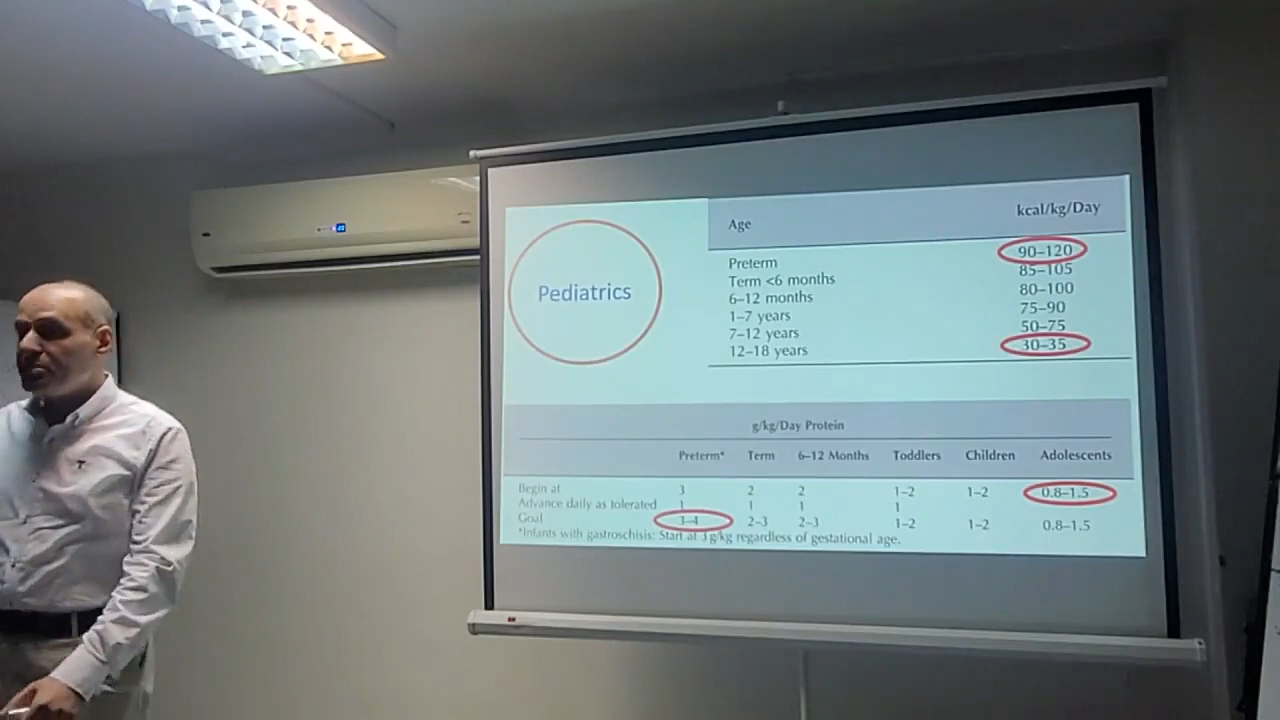 Pediatrics
Age kcal/kg/Day
Preterm 90–120
Term <6 months 85–105
6–12 months 80–100
1–7 years 75–90
7–12 years 50–75
12–18 years 30–35
g/kg/Day Protein
Preterm* Term 6–12 Months Toddlers Children Adolescents
Begin at 3 2 2 1–2 1–2 0.8–1.5
Advance daily as tolerated 1 1 1 1
Goal 3–4 2–3 2–3 1–2 1–2 0.8–1.5
*Infants with gastroschisis: Start at 3 g/kg regardless of gestational age.